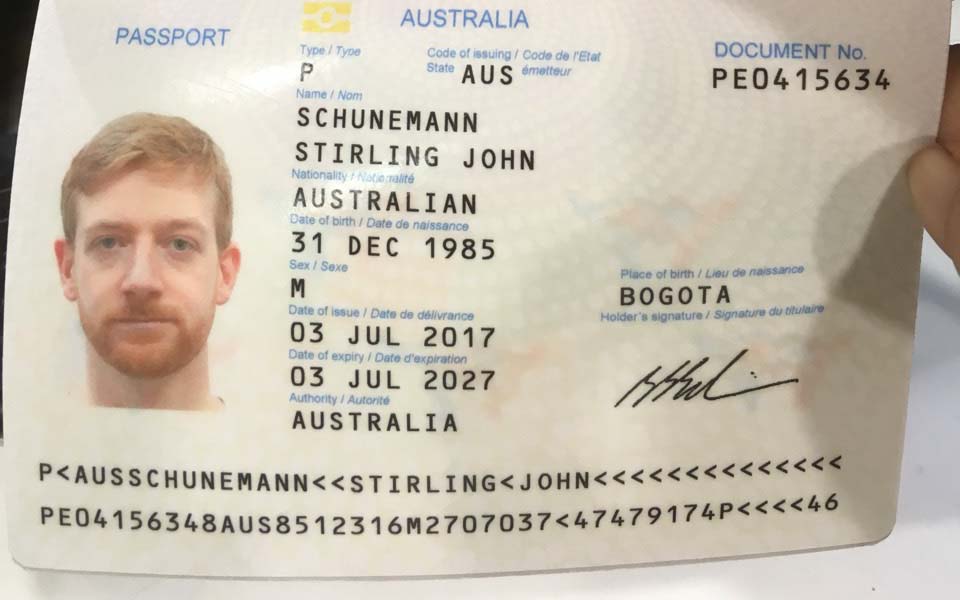 PASSPORT
AUSTRALIA
Type / Type
P
Code of issuing / Code de l'Etat
State AUS émetteur
DOCUMENT No.
PE0415634
Name / Nom
SCHUNEMANN
STIRLING JOHN
Nationality / Nationalité
AUSTRALIAN
Date of birth / Date de naissance
31 DEC 1985
Sex / Sexe
M
Place of birth / Lieu de naissance
BOGOTA
Date of issue / Date de délivrance
03 JUL 2017
Holder's signature / Signature du titulaire
Date of expiry / Date d'expiration
03 JUL 2027
Authority / Autorité
AUSTRALIA
P<AUSSCHUNEMANN<<STIRLING<JOHN<<<<<<<<<<<<<<
PE04156348AUS8512316M2707037<47479174P<<<<46